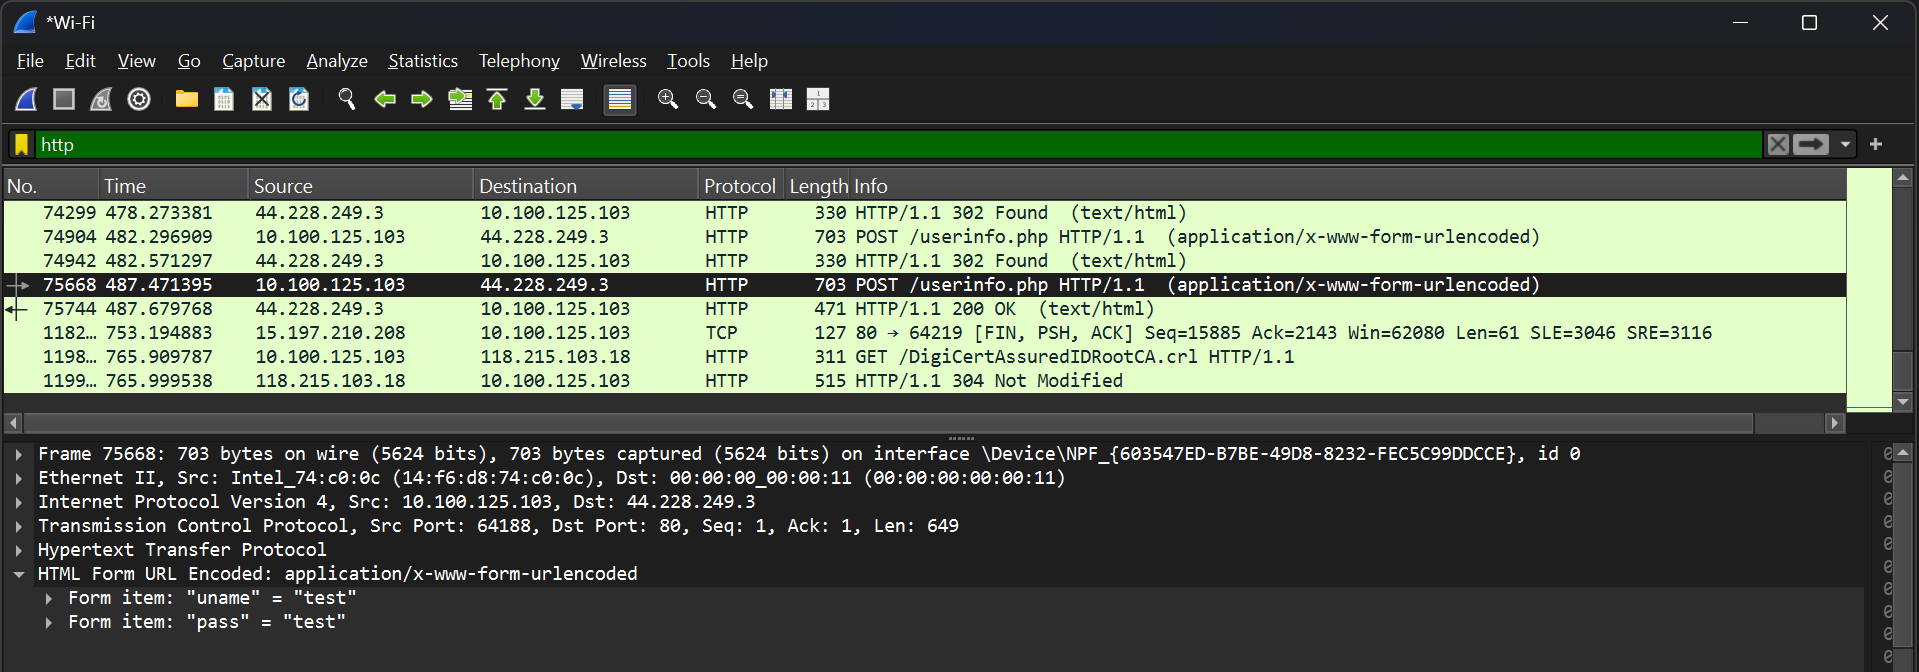 *Wi-Fi
File Edit View Go Capture Analyze Statistics Telephony Wireless Tools Help
http
No. Time Source Destination Protocol Length Info
74299 478.273381 44.228.249.3 10.100.125.103 HTTP 330 HTTP/1.1 302 Found (text/html)
74904 482.296909 10.100.125.103 44.228.249.3 HTTP 703 POST /userinfo.php HTTP/1.1 (application/x-www-form-urlencoded)
74942 482.571297 44.228.249.3 10.100.125.103 HTTP 330 HTTP/1.1 302 Found (text/html)
75668 487.471395 10.100.125.103 44.228.249.3 HTTP 703 POST /userinfo.php HTTP/1.1 (application/x-www-form-urlencoded)
75744 487.679768 44.228.249.3 10.100.125.103 HTTP 471 HTTP/1.1 200 OK (text/html)
1182… 753.194883 15.197.210.208 10.100.125.103 TCP 127 80 → 64219 [FIN, PSH, ACK] Seq=15885 Ack=2143 Win=62080 Len=61 SLE=3046 SRE=3116
1198… 765.909787 10.100.125.103 118.215.103.18 HTTP 311 GET /DigiCertAssuredIDRootCA.crl HTTP/1.1
1199… 765.999538 118.215.103.18 10.100.125.103 HTTP 515 HTTP/1.1 304 Not Modified
Frame 75668: 703 bytes on wire (5624 bits), 703 bytes captured (5624 bits) on interface \Device\NPF_{603547ED-B7BE-49D8-8232-FEC5C99DDCCE}, id 0
Ethernet II, Src: Intel_74:c0:0c (14:f6:d8:74:c0:0c), Dst: 00:00:00_00:00:11 (00:00:00:00:00:11)
Internet Protocol Version 4, Src: 10.100.125.103, Dst: 44.228.249.3
Transmission Control Protocol, Src Port: 64188, Dst Port: 80, Seq: 1, Ack: 1, Len: 649
Hypertext Transfer Protocol
HTML Form URL Encoded: application/x-www-form-urlencoded
Form item: "uname" = "test"
Form item: "pass" = "test"